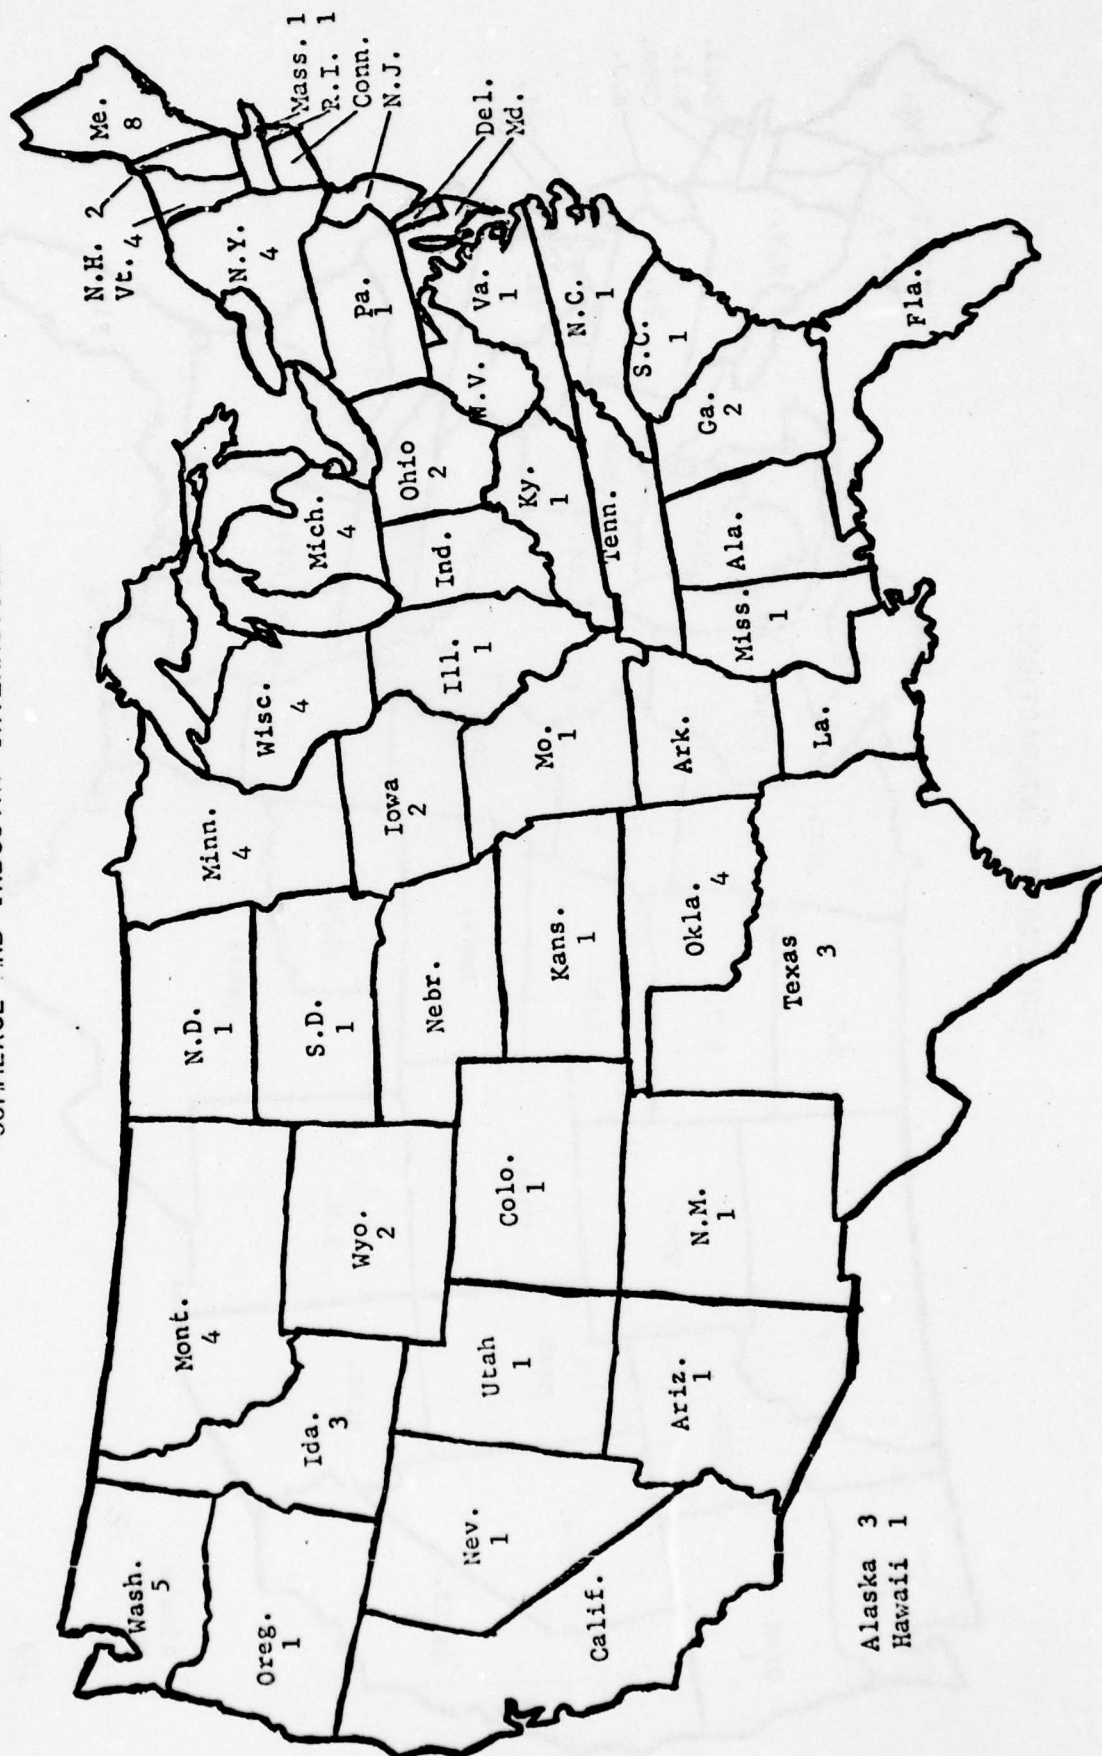 COMMERCE AND INDUSTRY
Wash.
5
Oreg.
1
Calif.
Nev.
1
Ida.
3
Mont.
4
Wyo.
2
Utah
1
Ariz.
1
Colo.
1
N.M.
1
N.D.
1
S.D.
1
Nebr.
Kans.
1
Okla.
4
Texas
3
Minn.
4
Iowa
2
Mo.
1
Ark.
La.
Wisc.
4
Ill.
1
Miss.
1
Mich.
4
Ind.
Ohio
2
Ky.
1
Tenn.
Ala.
Ga.
2
Fla.
S.C.
1
N.C.
1
Va.
1
W.V.
Pa.
1
N.Y.
4
N.H. 2
Vt. 4
Me.
8
Mass. 1
R.I. 1
Conn.
N.J.
Del.
Md.
Alaska 3
Hawaii 1